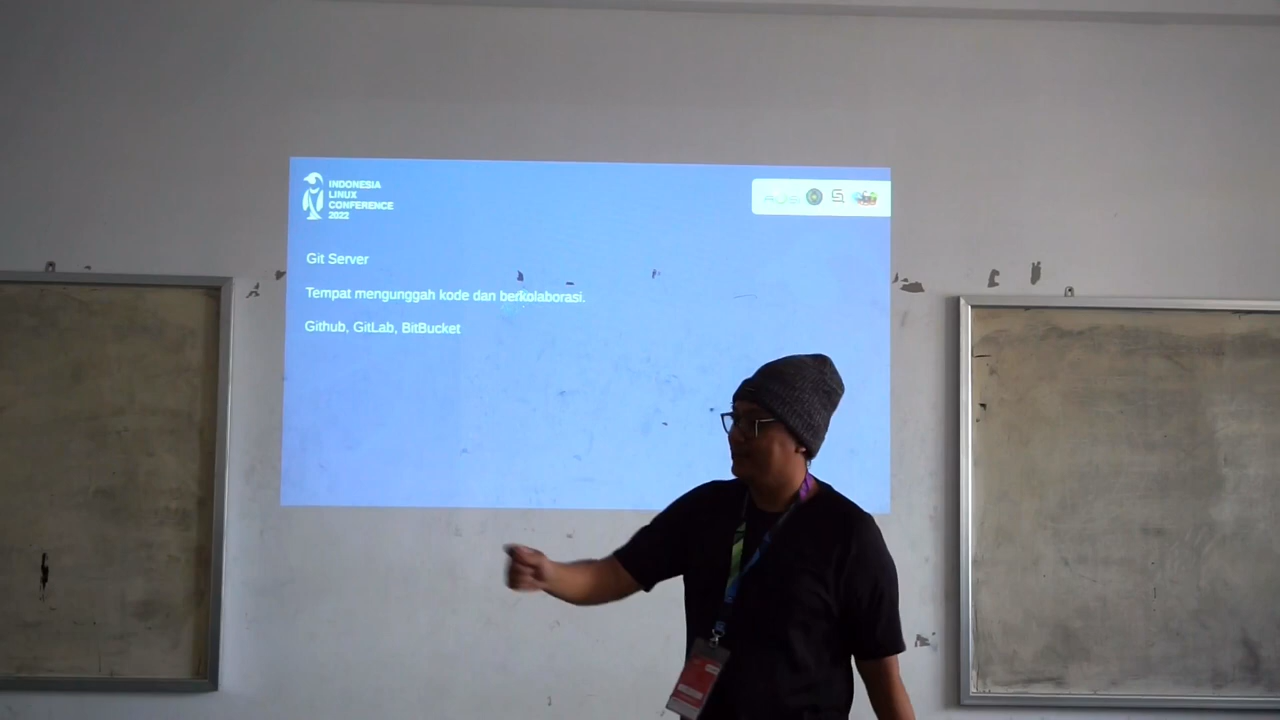 INDONESIA
LINUX
CONFERENCE
2022
Git Server
Tempat mengunggah kode dan berkolaborasi.
Github, GitLab, BitBucket